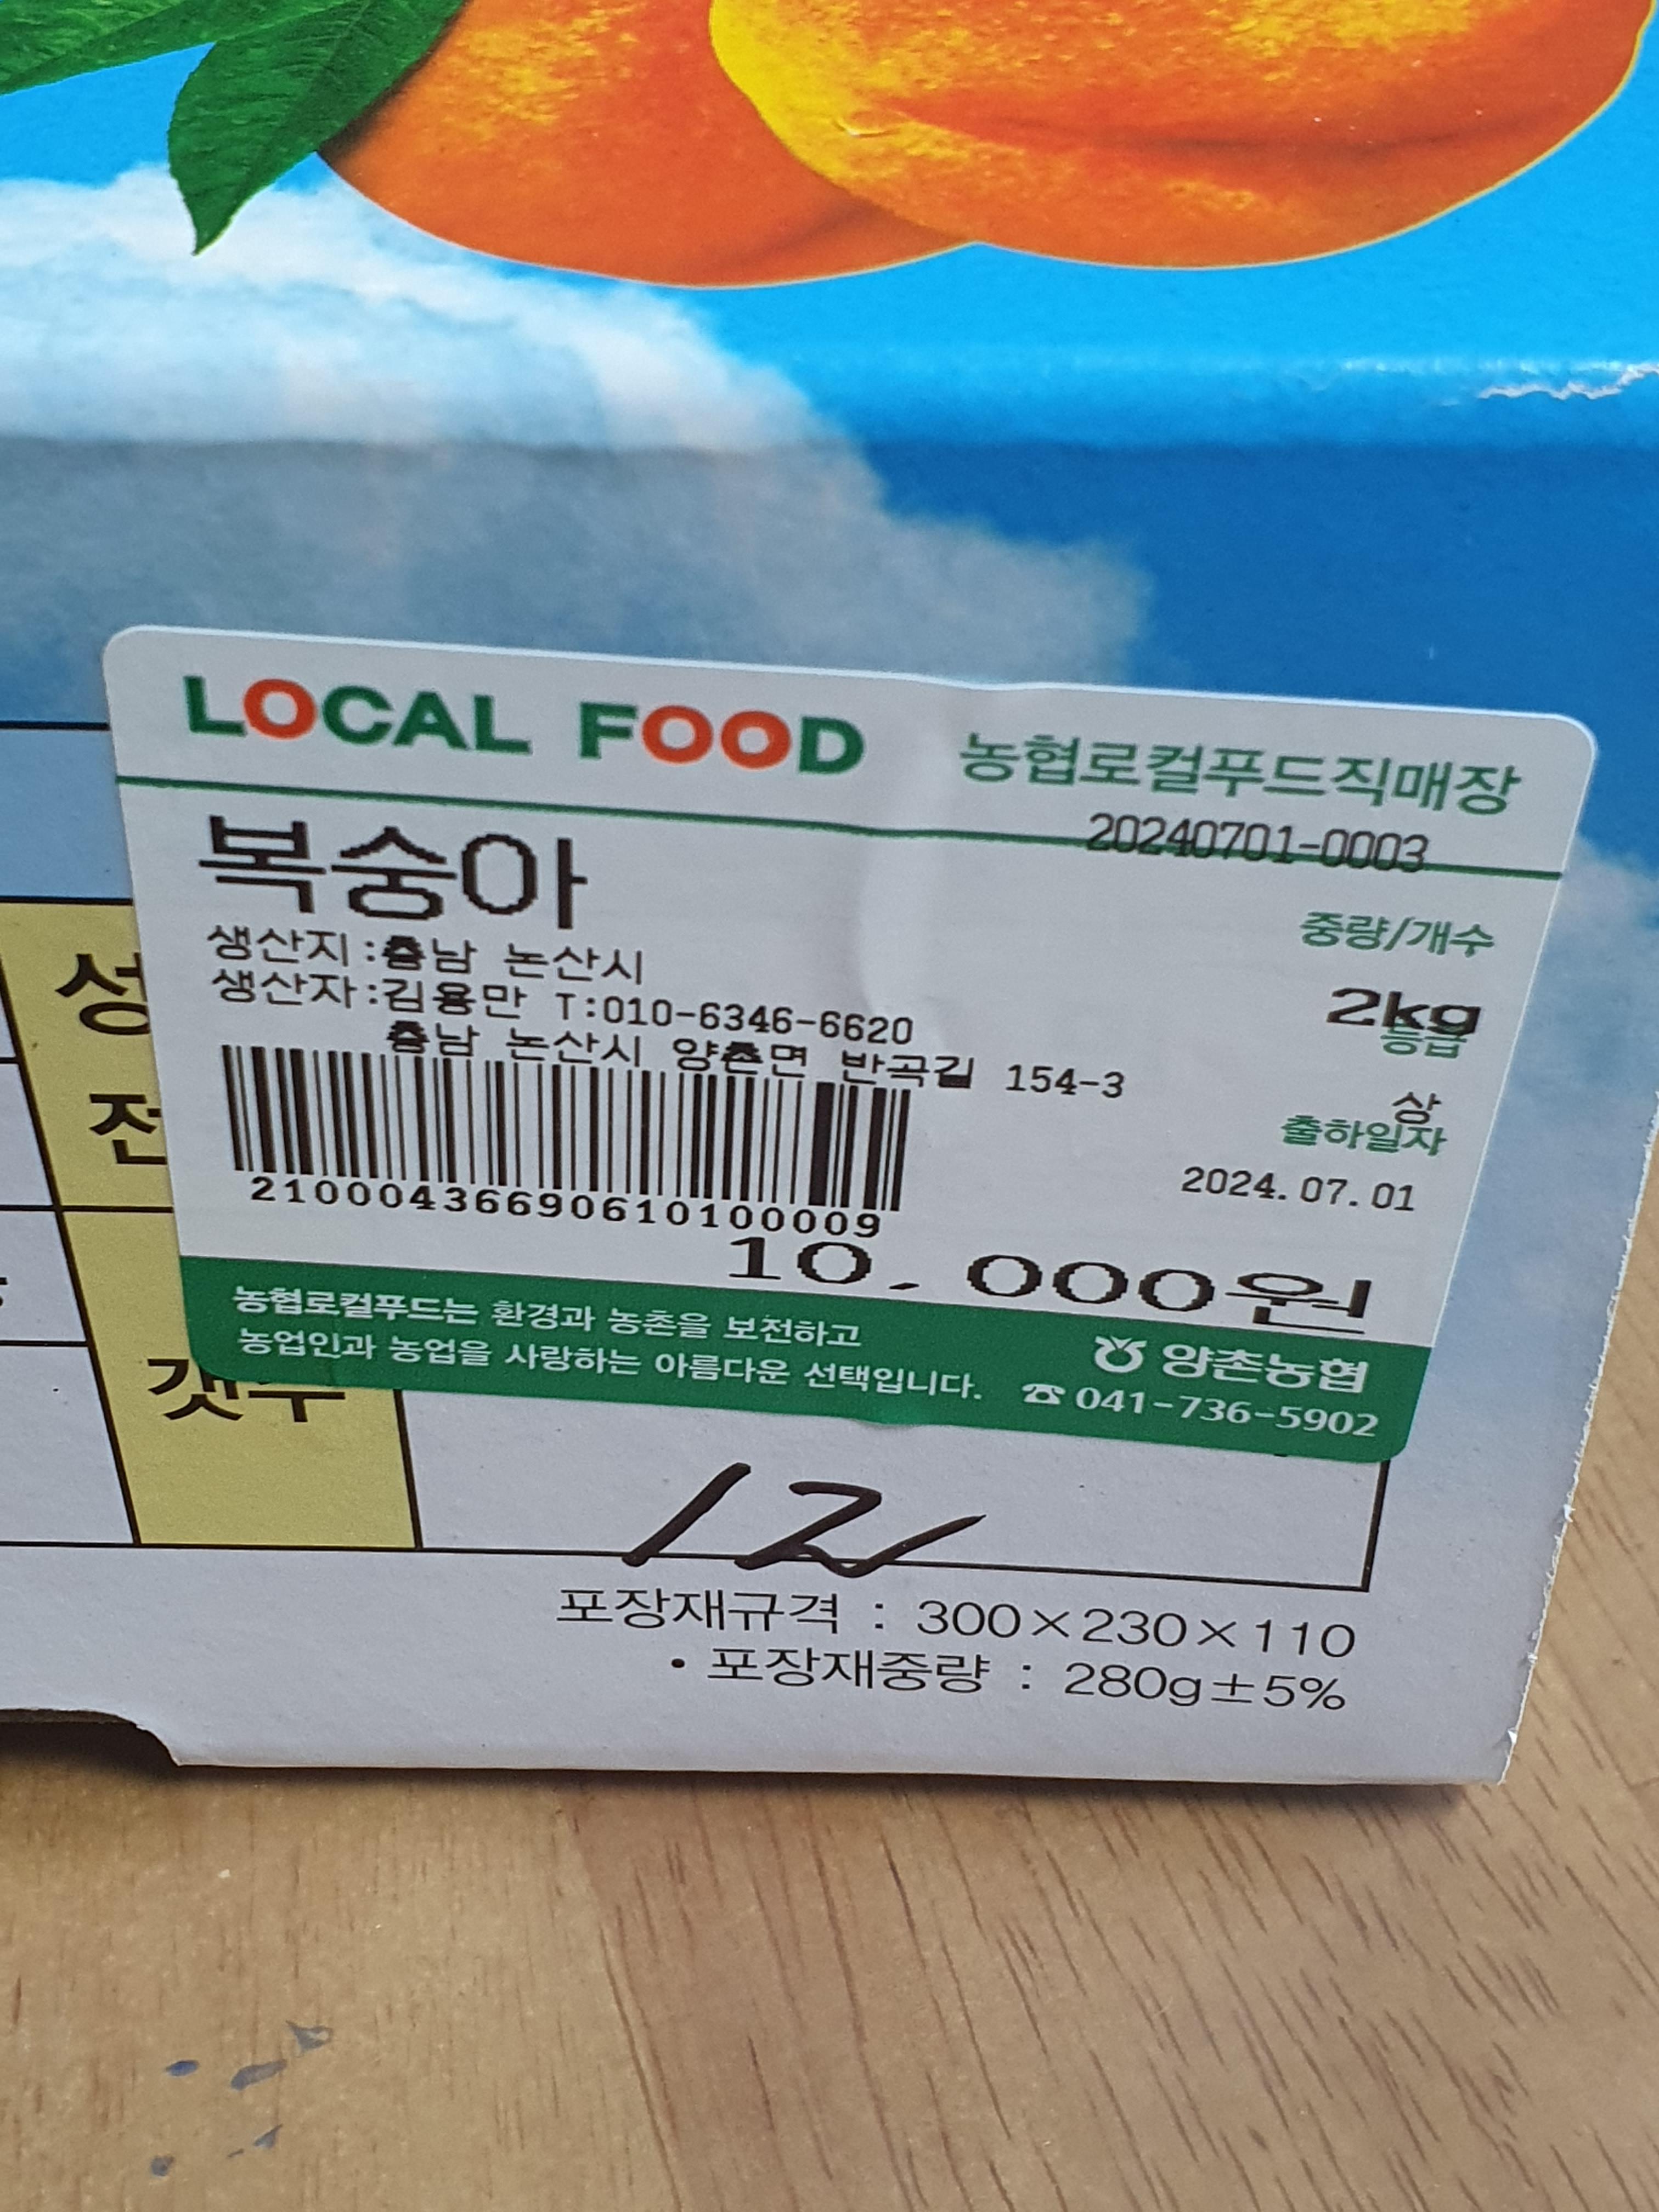 LOCAL FOOD 농협로컬푸드직매장
20240701-0003
복숭아
생산지:충남 논산시
생산자:김용만 T:010-6346-6620
충남 논산시 양촌면 반곡길 154-3
중량/개수
2kg
등급
상
출하일자
2024.07.01
210004366906101000009
10,000원
농협로컬푸드는 환경과 농촌을 보전하고
농업인과 농업을 사랑하는 아름다운 선택입니다.
양촌농협
☎ 041-736-5902
성
전
갯수
12
포장재규격 : 300×230×110
• 포장재중량 : 280g±5%